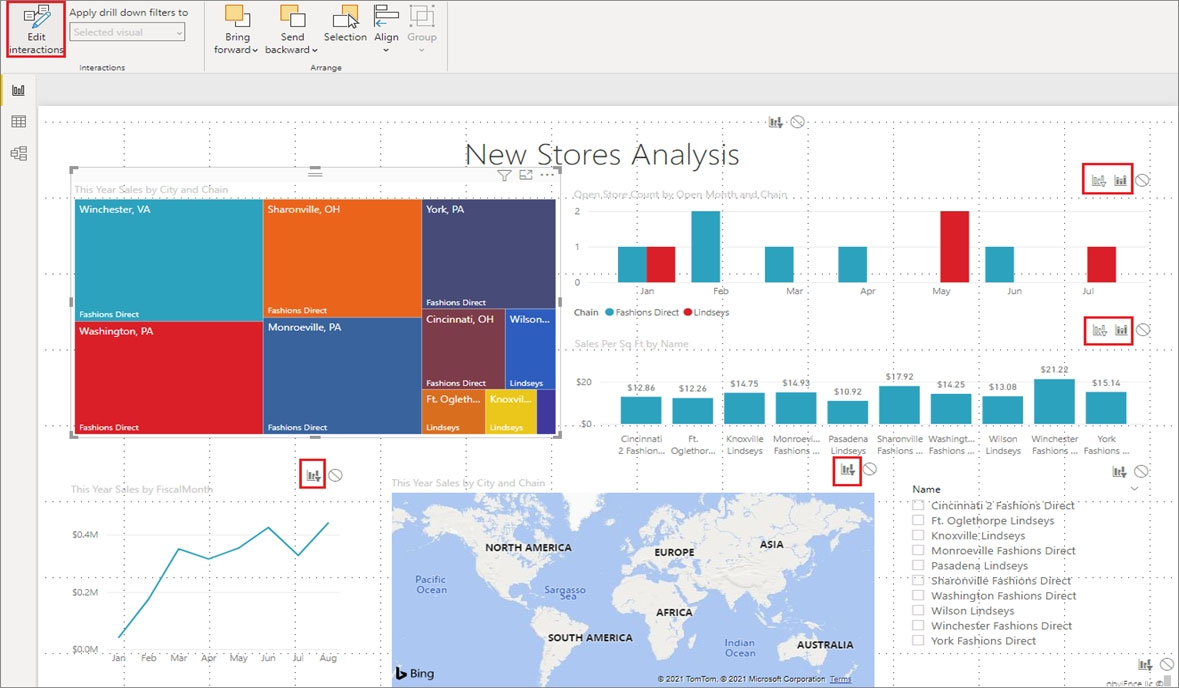 Edit
interactions
Apply drill down filters to
Selected visual
Interactions
Bring
forward
Send
backward
Selection
Align
Group
Arrange
New Stores Analysis
This Year Sales by City and Chain
Winchester, VA
Fashions Direct
Washington, PA
Fashions Direct
Sharonville, OH
Fashions Direct
Monroeville, PA
Fashions Direct
York, PA
Fashions Direct
Cincinnati, OH
Fashions Direct
Wilson...
Lindseys
Ft. Ogleth...
Lindseys
Knoxvil...
Lindseys
Open Store Count by Open Month and Chain
2
1
0
Jan Feb Mar Apr May Jun Jul
Chain Fashions Direct Lindseys
Sales Per Sq Ft by Name
$20
$0
$12.86 $12.26 $14.75 $14.93 $10.92 $17.92 $14.25 $13.08 $21.22 $15.14
Cincinnati Ft. Knoxville Monroevi... Pasadena Sharonville Washingt... Wilson Winchester York
2 Fashion... Oglethor... Lindseys Fashions ... Lindseys Fashions ... Fashions ... Lindseys Fashions ... Fashions ...
This Year Sales by FiscalMonth
$0.4M
$0.2M
$0.0M
Jan Feb Mar Apr May Jun Jul Aug
This Year Sales by City and Chain
NORTH AMERICA
EUROPE
ASIA
Pacific
Ocean
Sargasso
Sea
AFRICA
SOUTH AMERICA
Indian
Ocean
AUSTRALIA
Bing
© 2021 TomTom, © 2021 Microsoft Corporation Terms
Name
Cincinnati 2 Fashions Direct
Ft. Oglethorpe Lindseys
Knoxville Lindseys
Monroeville Fashions Direct
Pasadena Lindseys
Sharonville Fashions Direct
Washington Fashions Direct
Wilson Lindseys
Winchester Fashions Direct
York Fashions Direct